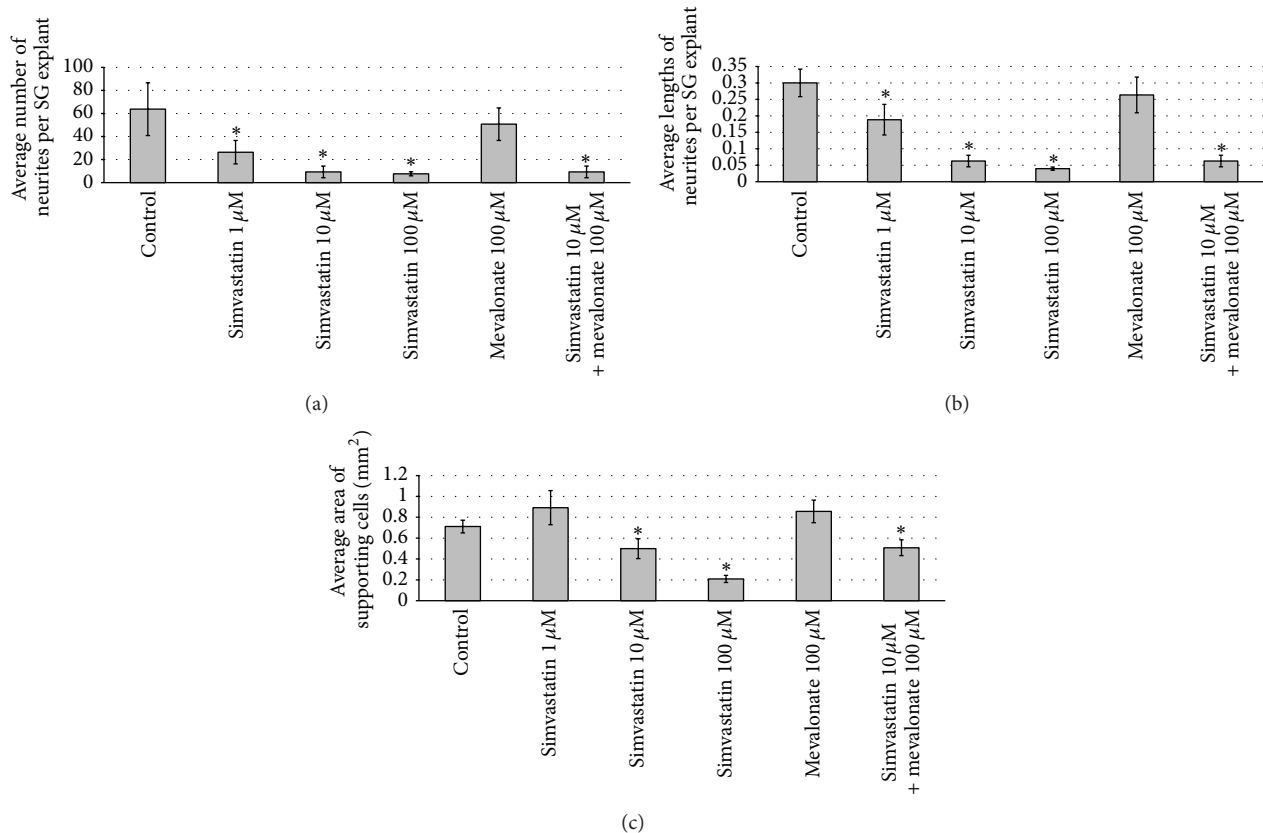 Average number of
neurites per SG explant
100
80
60
40
20
0
*
*
*
*
Control
Simvastatin 1 μM
Simvastatin 10 μM
Simvastatin 100 μM
Mevalonate 100 μM
Simvastatin 10 μM
+ mevalonate 100 μM
(a)
Average lengths of
neurites per SG explant
0.35
0.3
0.25
0.2
0.15
0.1
0.05
0
*
*
*
*
Control
Simvastatin 1 μM
Simvastatin 10 μM
Simvastatin 100 μM
Mevalonate 100 μM
Simvastatin 10 μM
+ mevalonate 100 μM
(b)
Average area of
supporting cells (mm²)
1.2
1
0.8
0.6
0.4
0.2
0
*
*
*
Control
Simvastatin 1 μM
Simvastatin 10 μM
Simvastatin 100 μM
Mevalonate 100 μM
Simvastatin 10 μM
+ mevalonate 100 μM
(c)